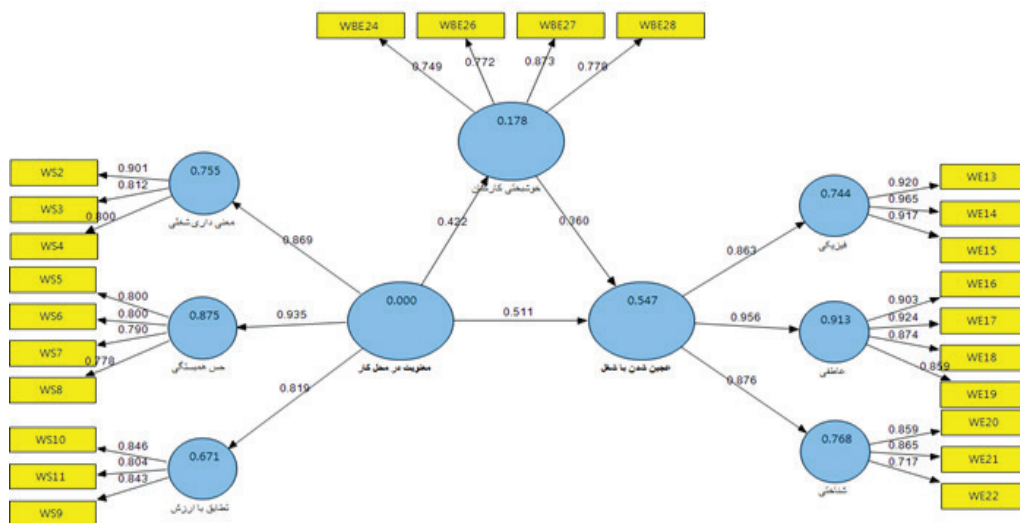 WBE24 WBE26 WBE27 WBE28
0.749 0.772 0.873 0.779
0.178
خوشبختی کارکنان
WS2
WS3
WS4
0.901
0.812
0.800
0.755
معنی داری شغلی
0.869
0.422
0.360
WS5
WS6
WS7
WS8
0.800
0.800
0.790
0.778
0.875
حس همبستگی
0.935
0.000
معنویت در محل کار
0.511
0.547
عجین شدن با شغل
0.819
WS10
WS11
WS9
0.846
0.804
0.843
0.671
تطابق با ارزش
0.863
0.744
فیزیکی
0.920
0.965
0.917
WE13
WE14
WE15
0.956
0.913
عاطفی
0.903
0.924
0.874
0.859
WE16
WE17
WE18
WE19
0.876
0.768
شناختی
0.859
0.865
0.717
WE20
WE21
WE22